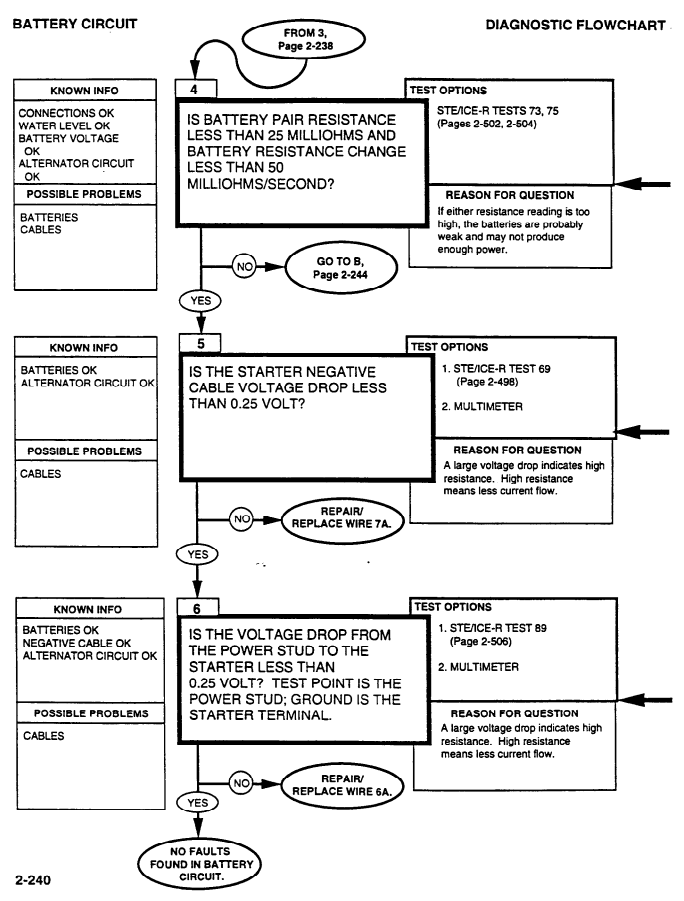 BATTERY CIRCUIT
DIAGNOSTIC FLOWCHART
FROM 3,
Page 2-238
KNOWN INFO
CONNECTIONS OK
WATER LEVEL OK
BATTERY VOLTAGE
OK
ALTERNATOR CIRCUIT
OK
POSSIBLE PROBLEMS
BATTERIES
CABLES
4
IS BATTERY PAIR RESISTANCE
LESS THAN 25 MILLIOHMS AND
BATTERY RESISTANCE CHANGE
LESS THAN 50
MILLIOHMS/SECOND?
TEST OPTIONS
STE/ICE-R TESTS 73, 75
(Pages 2-502, 2-504)
REASON FOR QUESTION
If either resistance reading is too
high, the batteries are probably
weak and may not produce
enough power.
NO
GO TO B,
Page 2-244
YES
KNOWN INFO
BATTERIES OK
ALTERNATOR CIRCUIT OK
POSSIBLE PROBLEMS
CABLES
5
IS THE STARTER NEGATIVE
CABLE VOLTAGE DROP LESS
THAN 0.25 VOLT?
TEST OPTIONS
1. STE/ICE-R TEST 69
(Page 2-498)
2. MULTIMETER
REASON FOR QUESTION
A large voltage drop indicates high
resistance. High resistance
means less current flow.
NO
REPAIR/
REPLACE WIRE 7A.
YES
KNOWN INFO
BATTERIES OK
NEGATIVE CABLE OK
ALTERNATOR CIRCUIT OK
POSSIBLE PROBLEMS
CABLES
6
IS THE VOLTAGE DROP FROM
THE POWER STUD TO THE
STARTER LESS THAN
0.25 VOLT? TEST POINT IS THE
POWER STUD; GROUND IS THE
STARTER TERMINAL.
TEST OPTIONS
1. STE/ICE-R TEST 89
(Page 2-506)
2. MULTIMETER
REASON FOR QUESTION
A large voltage drop indicates high
resistance. High resistance
means less current flow.
NO
REPAIR/
REPLACE WIRE 6A.
YES
NO FAULTS
FOUND IN BATTERY
CIRCUIT.
2-240